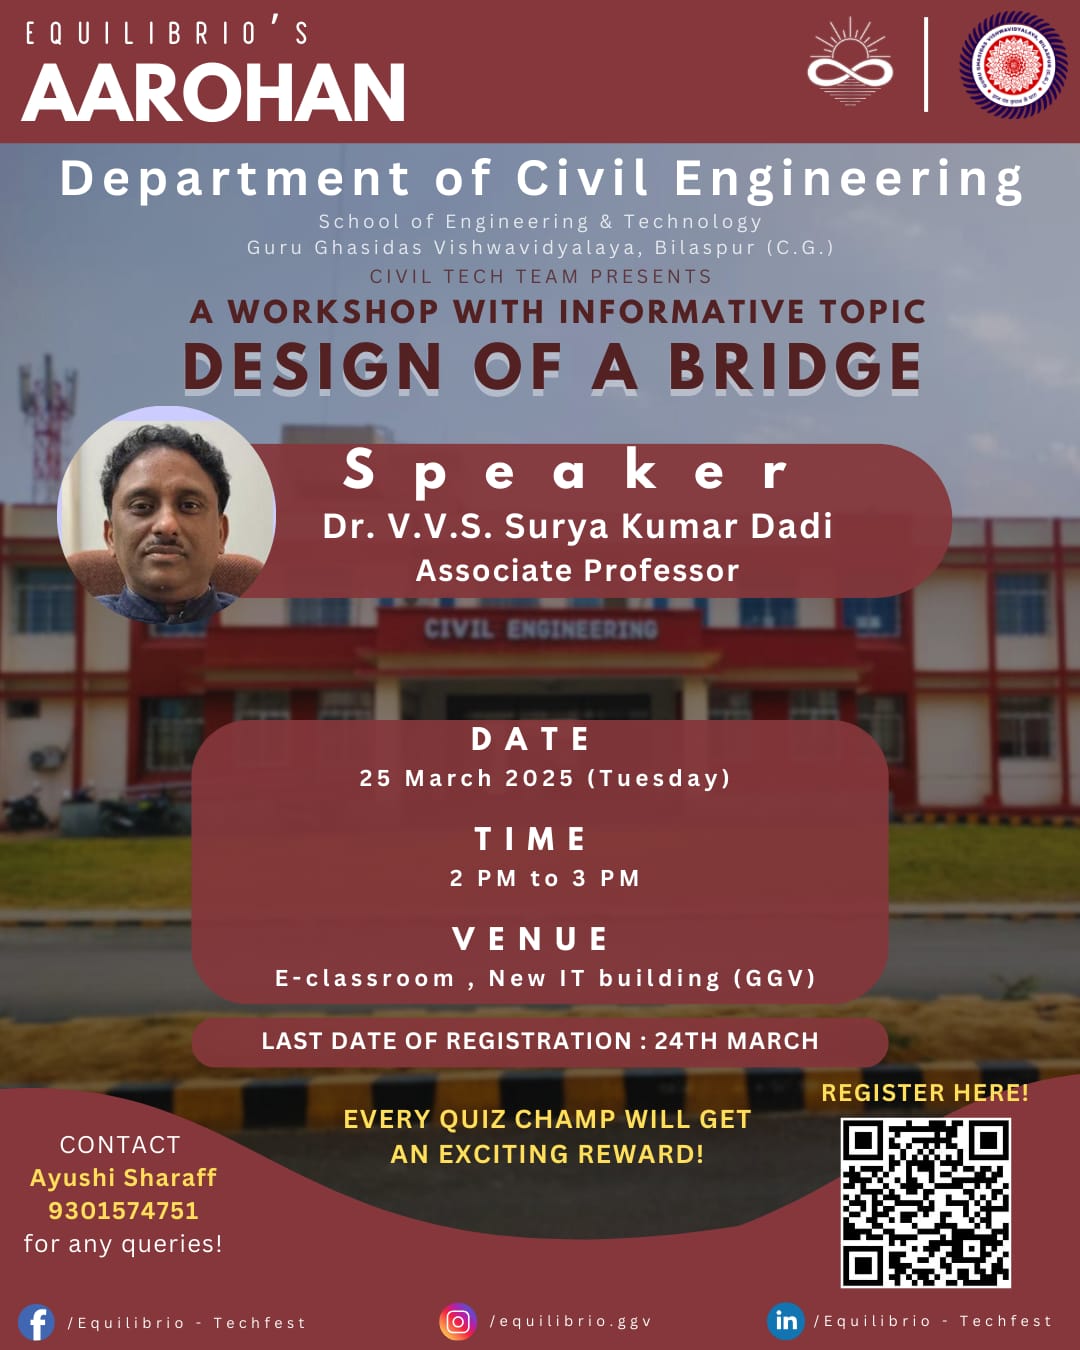 EQUILIBRIO'S
AAROHAN
Department of Civil Engineering
School of Engineering & Technology
Guru Ghasidas Vishwavidyalaya, Bilaspur (C.G.)
CIVIL TECH TEAM PRESENTS
A WORKSHOP WITH INFORMATIVE TOPIC
DESIGN OF A BRIDGE
Speaker
Dr. V.V.S. Surya Kumar Dadi
Associate Professor
CIVIL ENGINEERING
DATE
25 March 2025 (Tuesday)
TIME
2 PM to 3 PM
VENUE
E-classroom , New IT building (GGV)
LAST DATE OF REGISTRATION : 24TH MARCH
REGISTER HERE!
EVERY QUIZ CHAMP WILL GET
AN EXCITING REWARD!
CONTACT
Ayushi Sharaff
9301574751
for any queries!
/Equilibrio - Techfest
/equilibrio.ggv
in /Equilibrio - Techfest